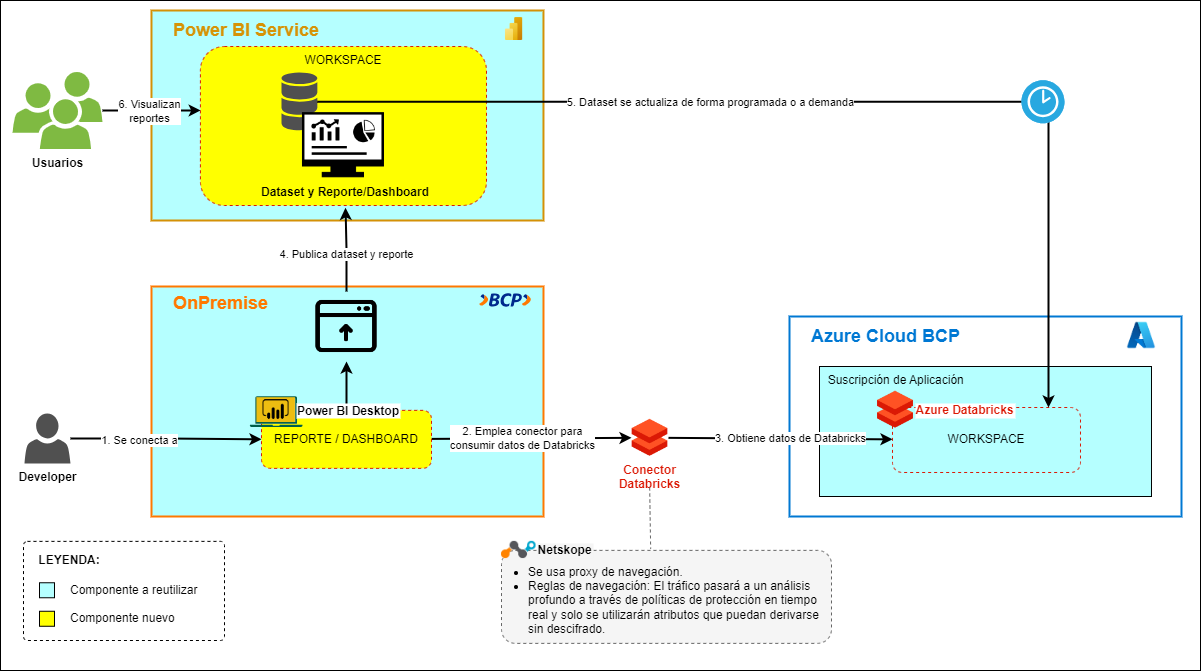 Power BI Service
WORKSPACE
6. Visualizan
reportes
5. Dataset se actualiza de forma programada o a demanda
Usuarios
Dataset y Reporte/Dashboard
4. Publica dataset y reporte
OnPremise
BCP
Azure Cloud BCP
Suscripción de Aplicación
Power BI Desktop
Azure Databricks
1. Se conecta a
REPORTE / DASHBOARD
2. Emplea conector para
consumir datos de Databricks
3. Obtiene datos de Databricks
WORKSPACE
Developer
Conector
Databricks
LEYENDA:
Componente a reutilizar
Componente nuevo
Netskope
• Se usa proxy de navegación.
• Reglas de navegación: El tráfico pasará a un análisis
profundo a través de políticas de protección en tiempo
real y solo se utilizarán atributos que puedan derivarse
sin descifrado.